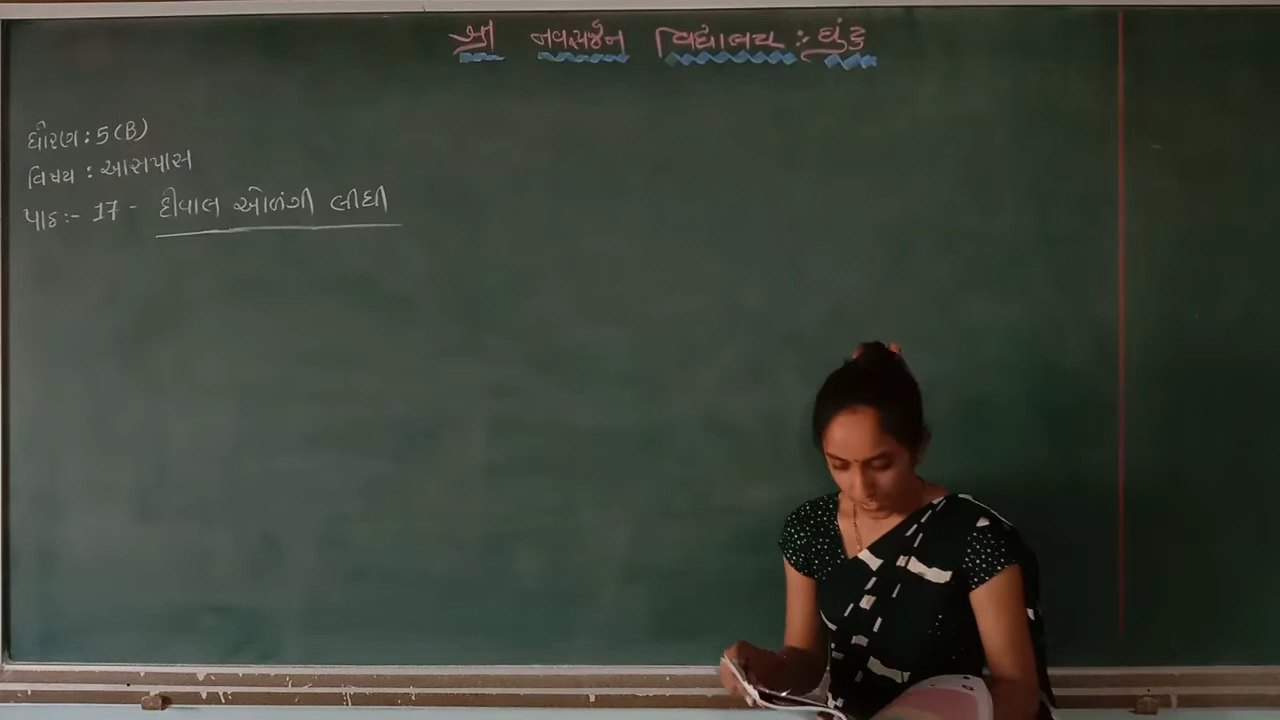 શ્રી નવસર્જન વિદ્યાલય : ઘુંટુ
ધોરણ : 5 (B)
વિષય : આસપાસ
પાઠ :- 17 - દીવાલ ઓળંગી લીધી